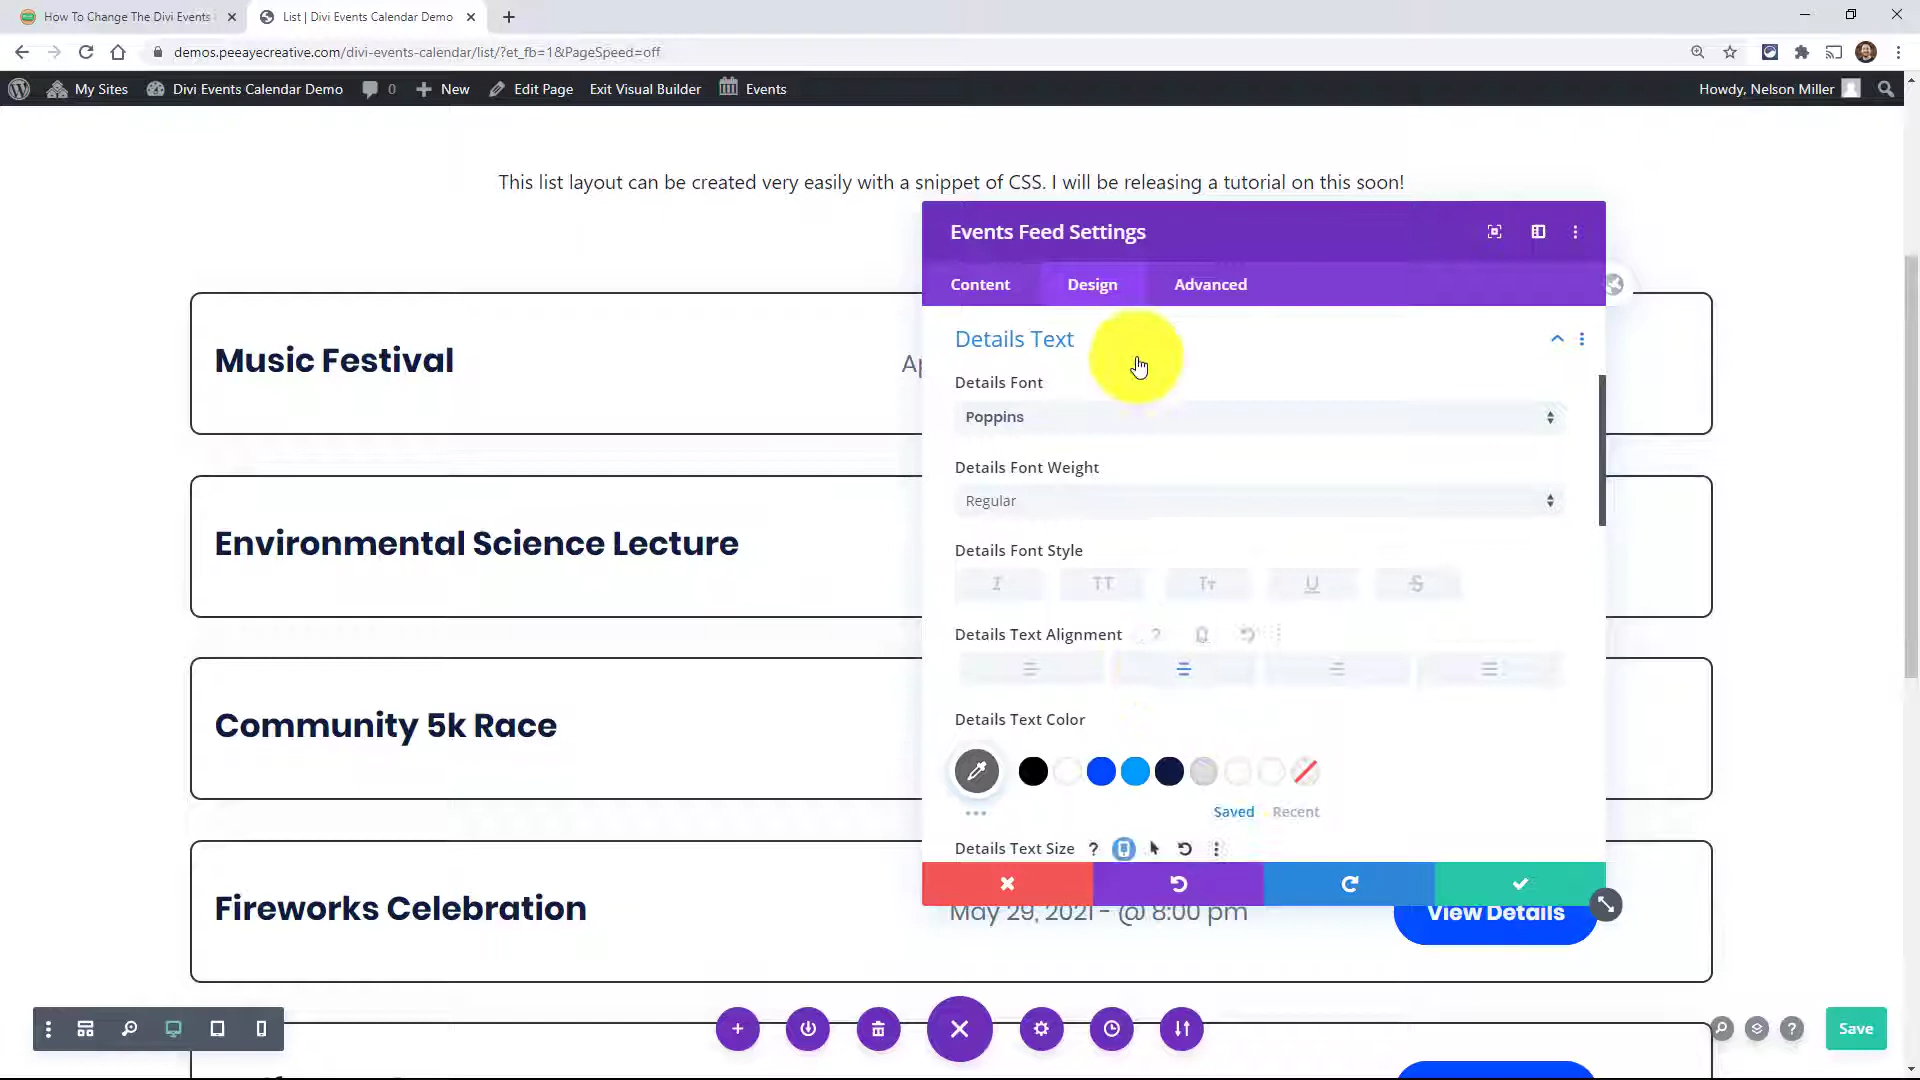 How To Change The Divi Events
List | Divi Events Calendar Demo
demos.peeayecreative.com/divi-events-calendar/list/?et_fb=1&PageSpeed=off
My Sites
Divi Events Calendar Demo
0
New
Edit Page
Exit Visual Builder
Events
Howdy, Nelson Miller
This list layout can be created very easily with a snippet of CSS. I will be releasing a tutorial on this soon!
Events Feed Settings
Content
Design
Advanced
Music Festival
Details Text
Details Font
Poppins
Details Font Weight
Regular
Environmental Science Lecture
Details Font Style
I TT Tт U S
Details Text Alignment ?
Community 5k Race
Details Text Color
Saved
Recent
Details Text Size ?
Fireworks Celebration
May 29, 2021 - @ 8:00 pm
View Details
Save